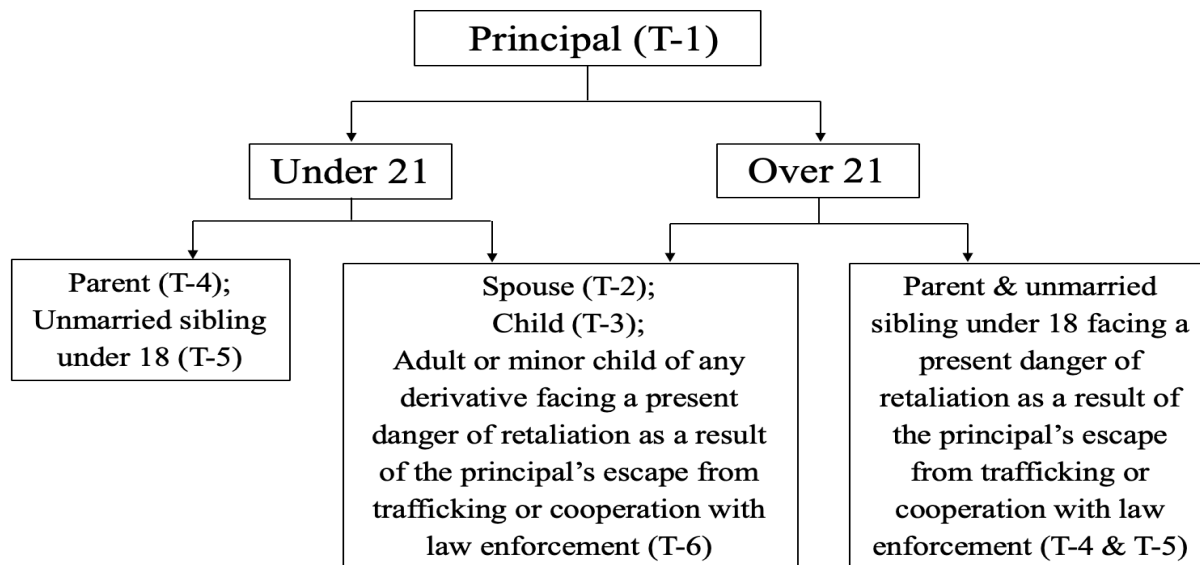 Principal (T-1)
Under 21
Over 21
Parent (T-4);
Unmarried sibling
under 18 (T-5)
Spouse (T-2);
Child (T-3);
Adult or minor child of any
derivative facing a present
danger of retaliation as a result
of the principal’s escape from
trafficking or cooperation with
law enforcement (T-6)
Parent & unmarried
sibling under 18 facing a
present danger of
retaliation as a result of
the principal’s escape
from trafficking or
cooperation with law
enforcement (T-4 & T-5)